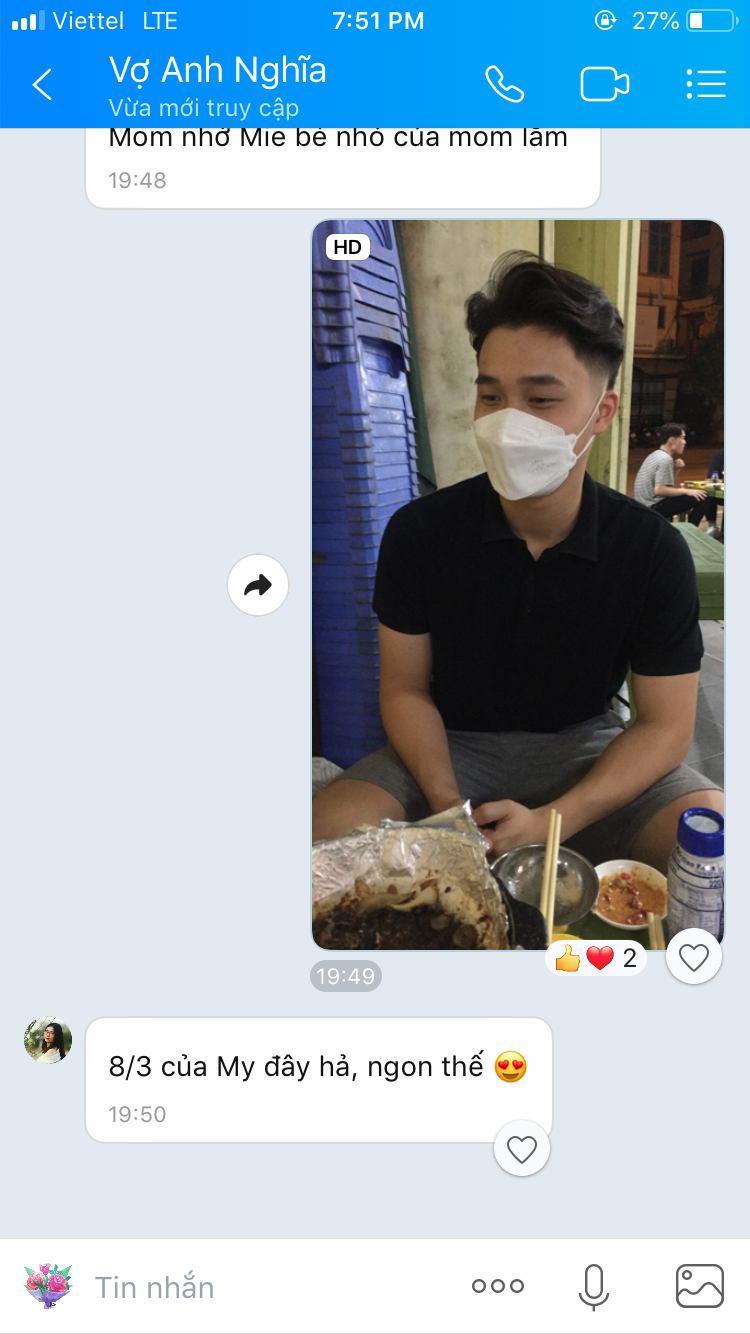 Viettel LTE 7:51 PM 27%
Vợ Anh Nghĩa
Vừa mới truy cập
Mom nhớ Mie bé nhỏ của mom lắm
19:48
HD
19:49
2
8/3 của My đây hả, ngon thế 😍
19:50
Tin nhắn